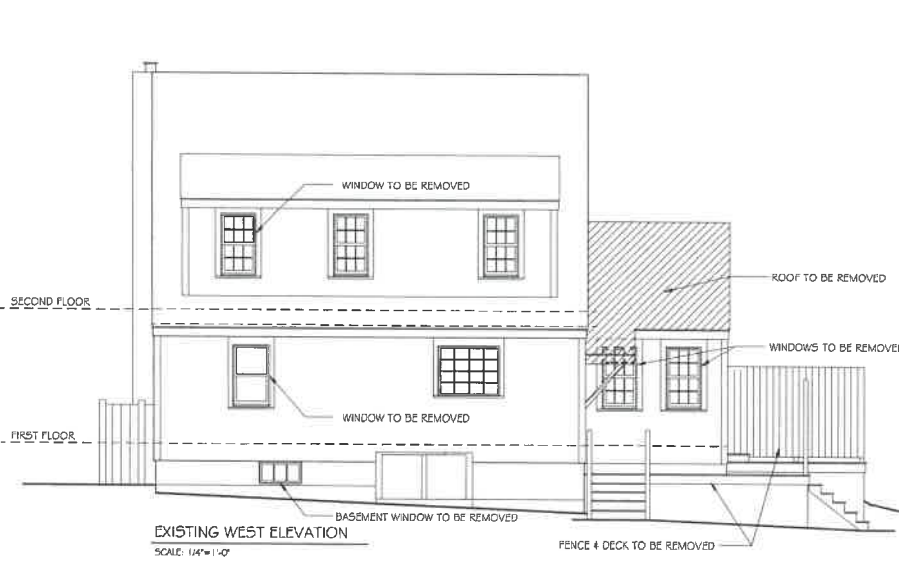 WINDOW TO BE REMOVED
ROOF TO BE REMOVED
SECOND FLOOR
WINDOWS TO BE REMOVED
WINDOW TO BE REMOVED
FIRST FLOOR
BASEMENT WINDOW TO BE REMOVED
EXISTING WEST ELEVATION
SCALE: 1/4"=1'-0"
FENCE & DECK TO BE REMOVED